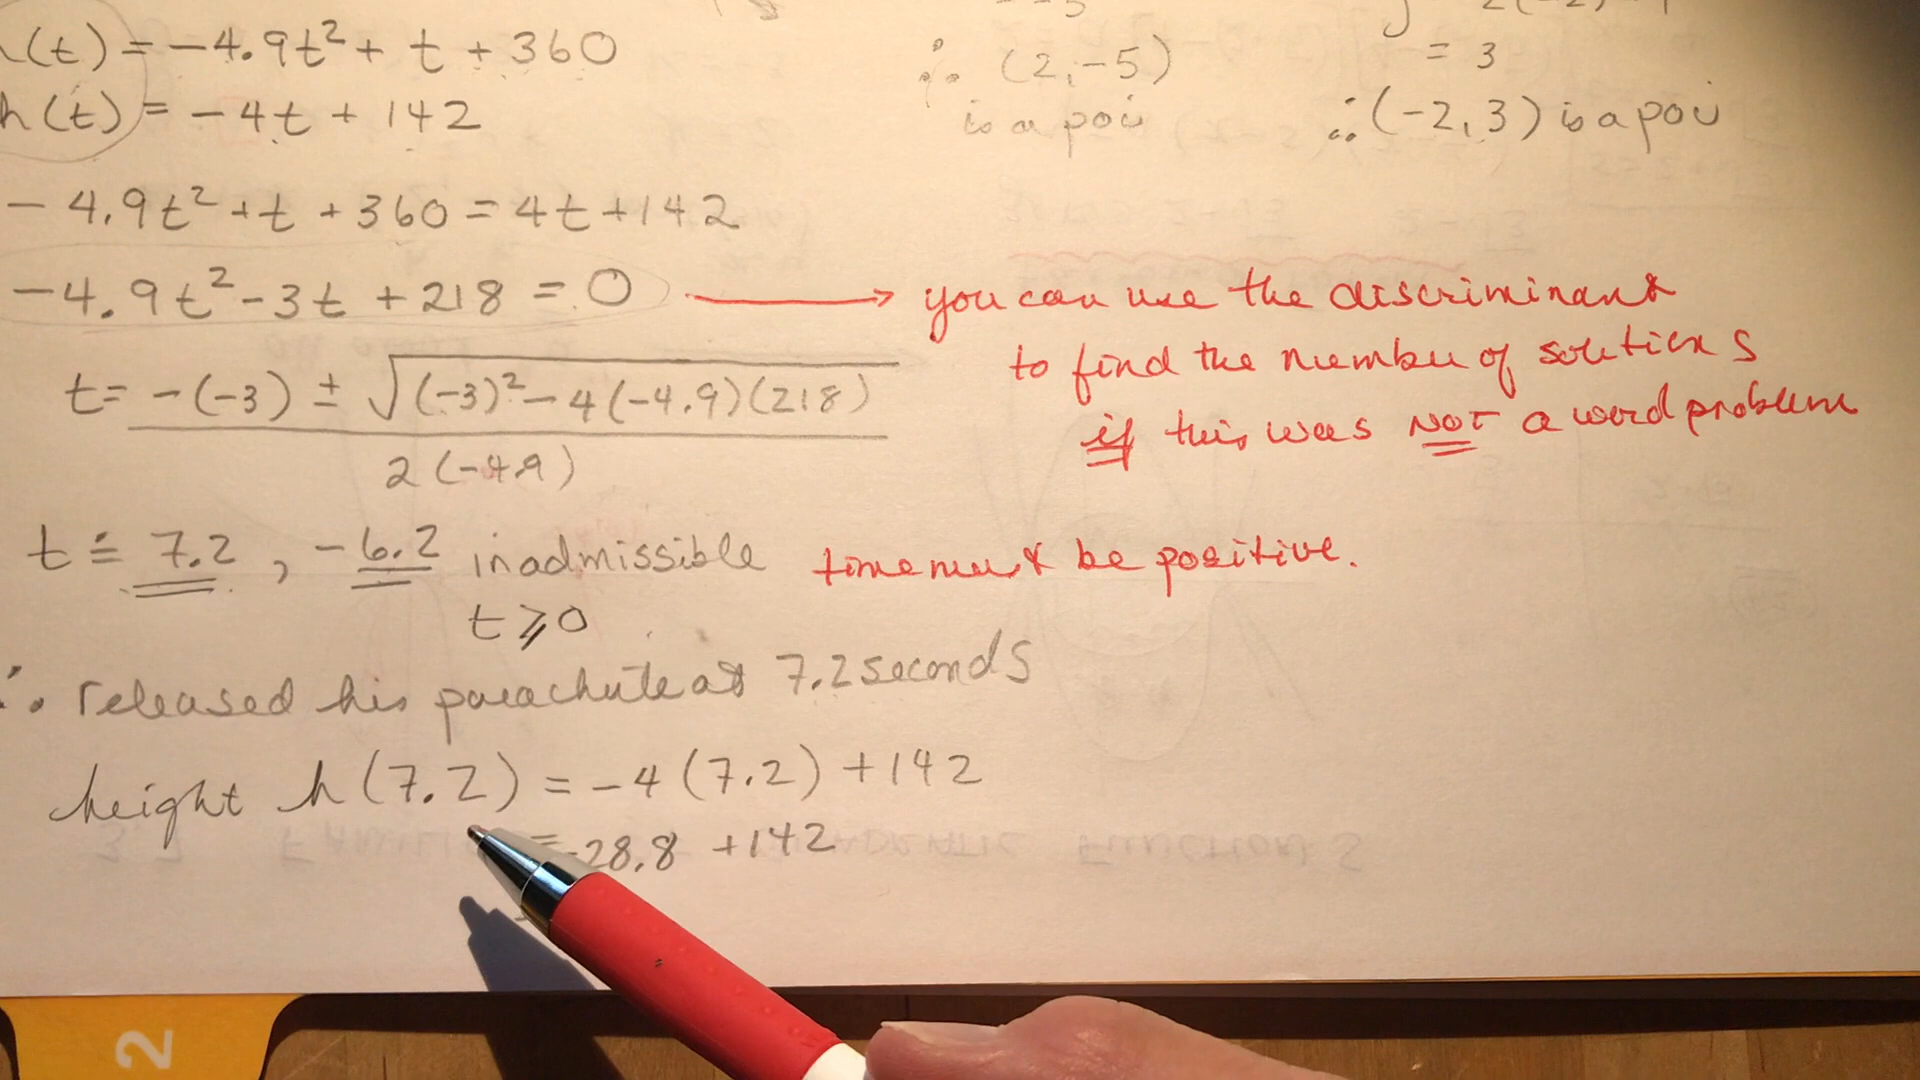 (t) = -4.9t² + t + 360
h(t) = -4t + 142
-4.9t² + t + 360 = 4t + 142
-4.9t² - 3t + 218 = 0
t = -(-3) ± √(-3)² - 4(-4.9)(218)
2(-4.9)
t ≐ 7.2 , -6.2 inadmissible
t ⩾ 0
∴ released his parachute at 7.2 seconds
height h(7.2) = -4(7.2) + 142
= -28.8 + 142
∴ (2,-5)
is a poi
= 3
∴ (-2,3) is a poi
you can use the discriminant
to find the number of solutions
if this was NOT a word problem
time must be positive.
2